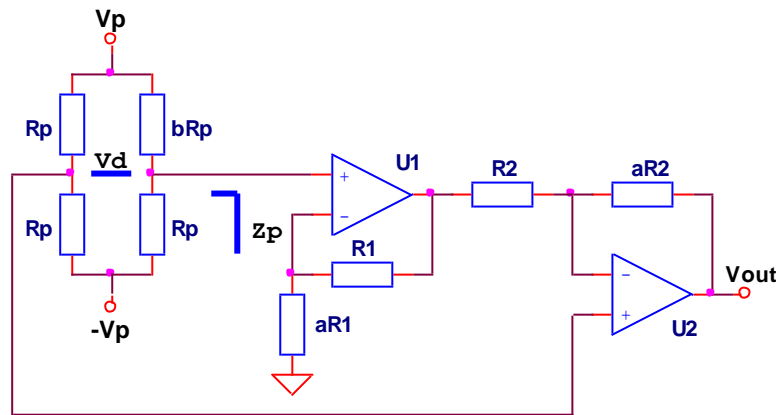 Vp
Rp
bRp
Vd
U1
R2
aR2
+
−
Rp
Rp
Zp
R1
−
+
Vout
-Vp
aR1
U2